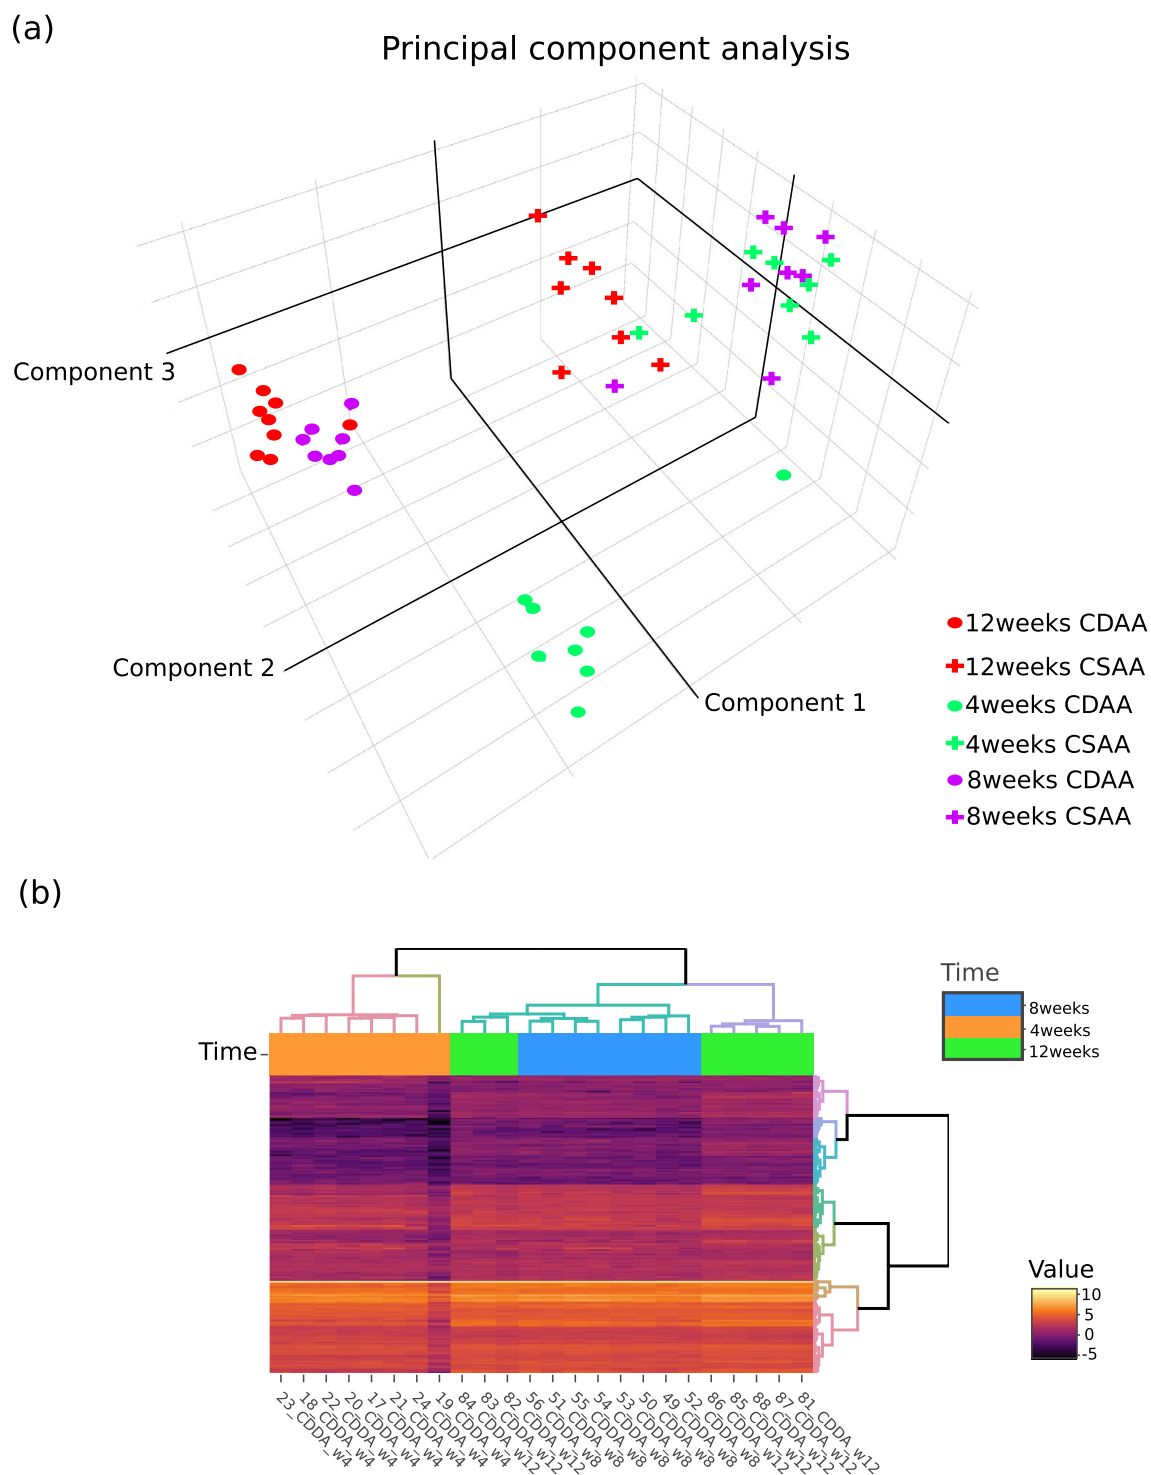 (a)
Principal component analysis
Component 3
Component 2
Component 1
12weeks CDAA
12weeks CSAA
4weeks CDAA
4weeks CSAA
8weeks CDAA
8weeks CSAA
(b)
Time
Time
8weeks
4weeks
12weeks
Value
10
5
0
-5
23_CDDA_w4
18_CDDA_w4
22_CDDA_w4
20_CDDA_w4
17_CDDA_w4
21_CDDA_w4
24_CDDA_w4
19_CDDA_w4
84_CDDA_w12
83_CDDA_w12
82_CDDA_w12
56_CDDA_w8
51_CDDA_w8
55_CDDA_w8
54_CDDA_w8
53_CDDA_w8
50_CDDA_w8
49_CDDA_w8
52_CDDA_w8
86_CDDA_w12
85_CDDA_w12
88_CDDA_w12
87_CDDA_w12
81_CDDA_w12